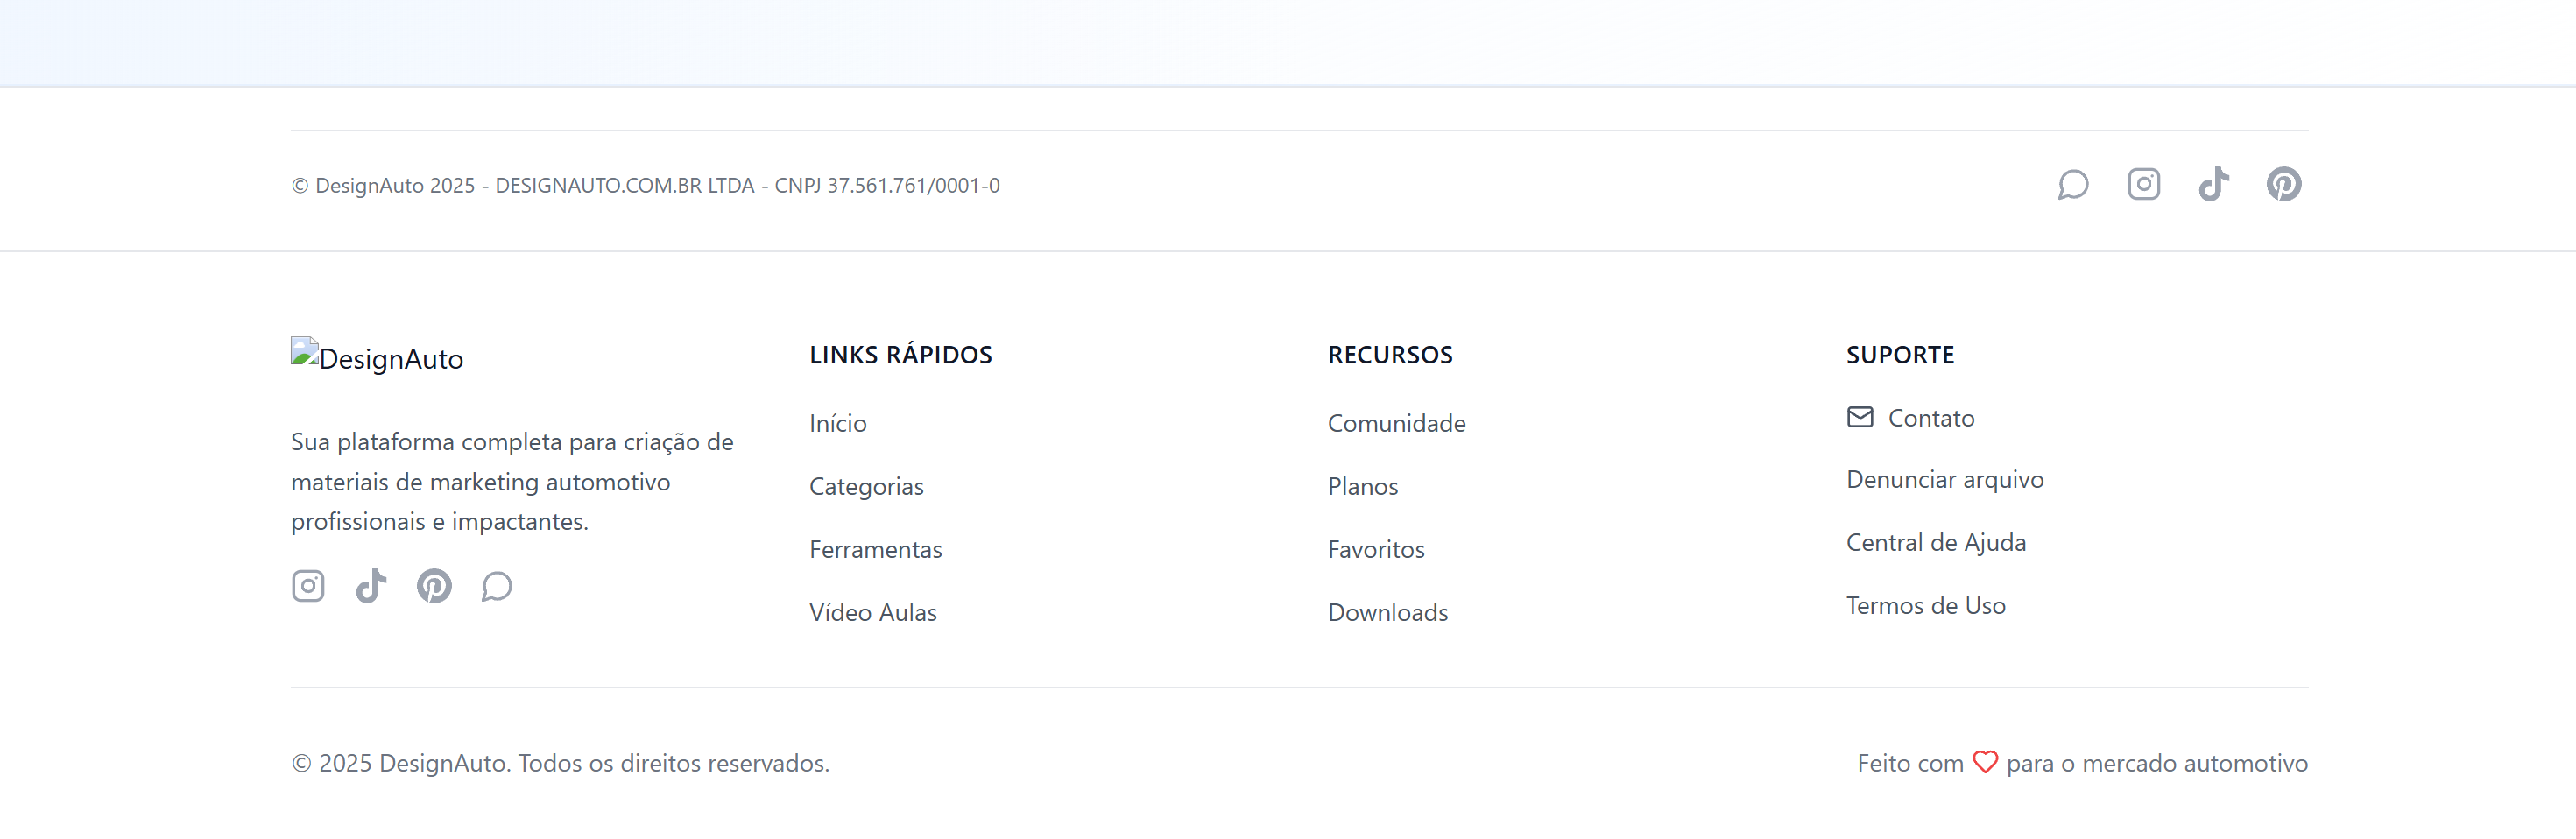 © DesignAuto 2025 - DESIGNAUTO.COM.BR LTDA - CNPJ 37.561.761/0001-0
DesignAuto
Sua plataforma completa para criação de
materiais de marketing automotivo
profissionais e impactantes.
LINKS RÁPIDOS
Início
Categorias
Ferramentas
Vídeo Aulas
RECURSOS
Comunidade
Planos
Favoritos
Downloads
SUPORTE
Contato
Denunciar arquivo
Central de Ajuda
Termos de Uso
© 2025 DesignAuto. Todos os direitos reservados.
Feito com ♡ para o mercado automotivo